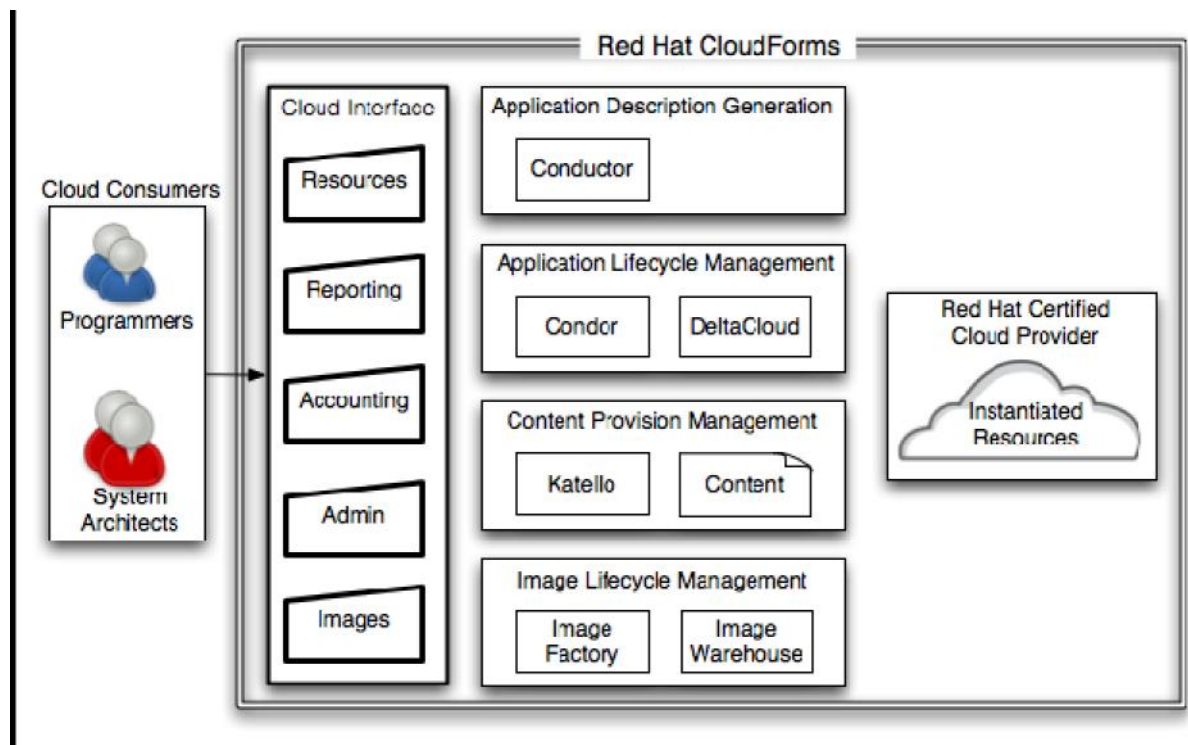 Red Hat CloudForms
Cloud Consumers
Programmers
System
Architects
Cloud Interface
Resources
Reporting
Accounting
Admin
Images
Application Description Generation
Conductor
Application Lifecycle Management
Condor
DeltaCloud
Content Provision Management
Katello
Content
Image Lifecycle Management
Image
Factory
Image
Warehouse
Red Hat Certified
Cloud Provider
Instantiated
Resources